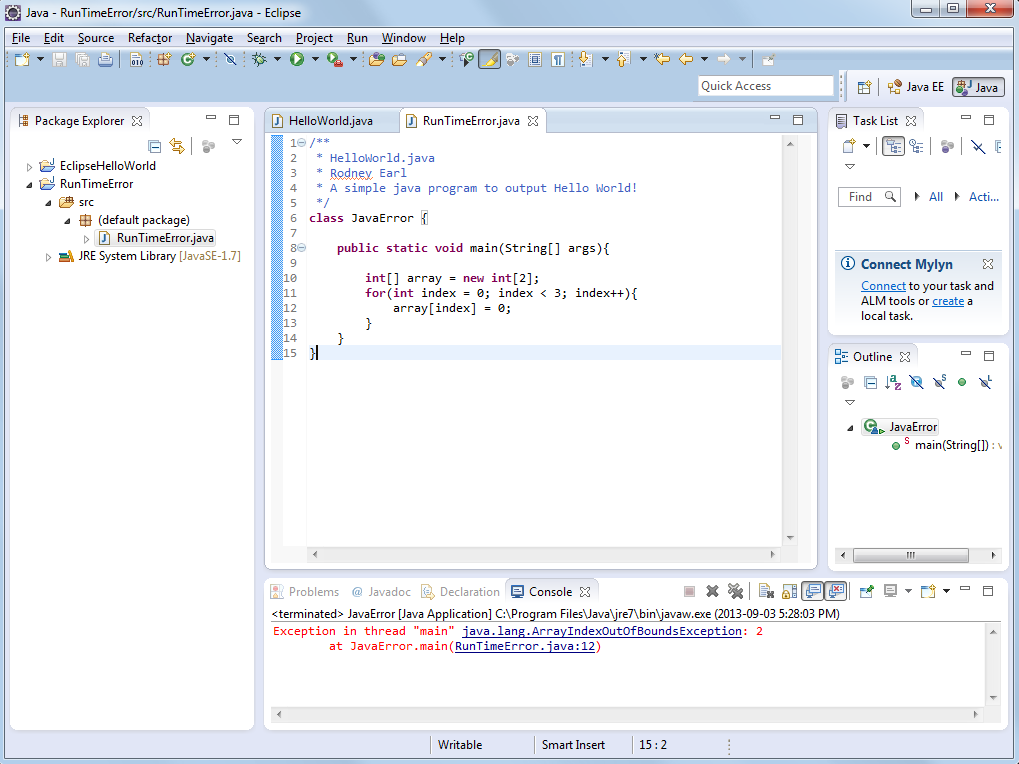 Java - RunTimeError/src/RunTimeError.java - Eclipse
File Edit Source Refactor Navigate Search Project Run Window Help
Quick Access
Java EE
Java
Package Explorer
EclipseHelloWorld
RunTimeError
src
(default package)
RunTimeError.java
JRE System Library [JavaSE-1.7]
HelloWorld.java
RunTimeError.java
1 /**
2  * HelloWorld.java
3  * Rodney Earl
4  * A simple java program to output Hello World!
5  */
6 class JavaError {
7
8     public static void main(String[] args){
9
10         int[] array = new int[2];
11         for(int index = 0; index < 3; index++){
12             array[index] = 0;
13         }
14     }
15 }
Task List
Find
All
Acti...
Connect Mylyn
Connect to your task and
ALM tools or create a
local task.
Outline
JavaError
main(String[]) : v
Problems @ Javadoc Declaration Console
<terminated> JavaError [Java Application] C:\Program Files\Java\jre7\bin\javaw.exe (2013-09-03 5:28:03 PM)
Exception in thread "main" java.lang.ArrayIndexOutOfBoundsException: 2
        at JavaError.main(RunTimeError.java:12)
Writable
Smart Insert
15 : 2